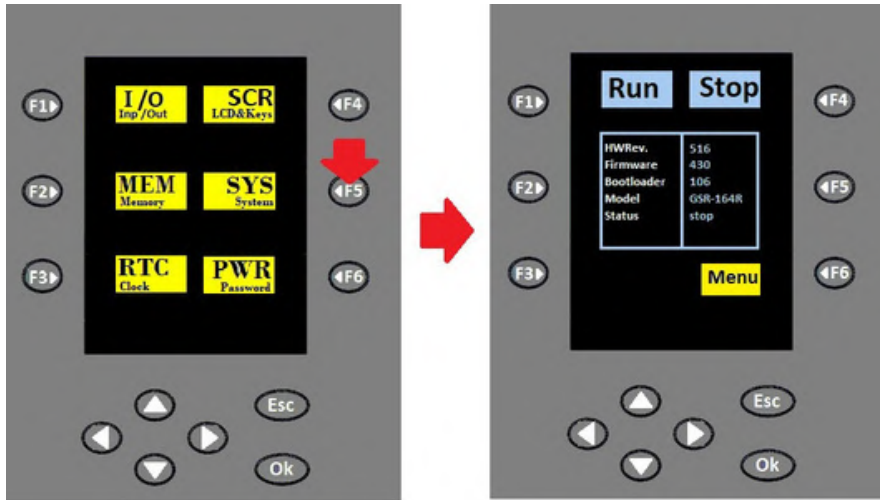 F1
I/O
Inp/Out
SCR
LCD&Keys
F4
F2
MEM
Memory
SYS
System
F5
F3
RTC
Clock
PWR
Password
F6
Esc
Ok
F1
Run
Stop
F4
HWRev. 516
Firmware 430
F2
Bootloader 106
F5
Model GSR-164R
Status stop
F3
Menu
F6
Esc
Ok